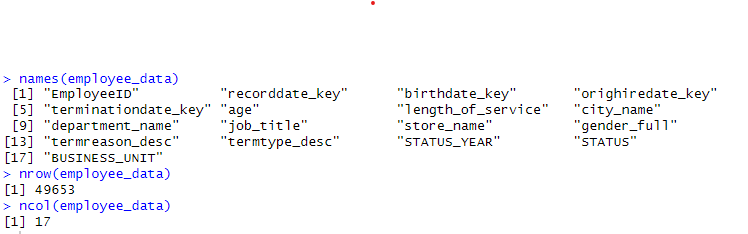 > names(employee_data)
 [1] "EmployeeID"          "recorddate_key"      "birthdate_key"       "orighiredate_key"
 [5] "terminationdate_key" "age"                 "length_of_service"   "city_name"
 [9] "department_name"     "job_title"           "store_name"          "gender_full"
[13] "termreason_desc"     "termtype_desc"       "STATUS_YEAR"         "STATUS"
[17] "BUSINESS_UNIT"
> nrow(employee_data)
[1] 49653
> ncol(employee_data)
[1] 17